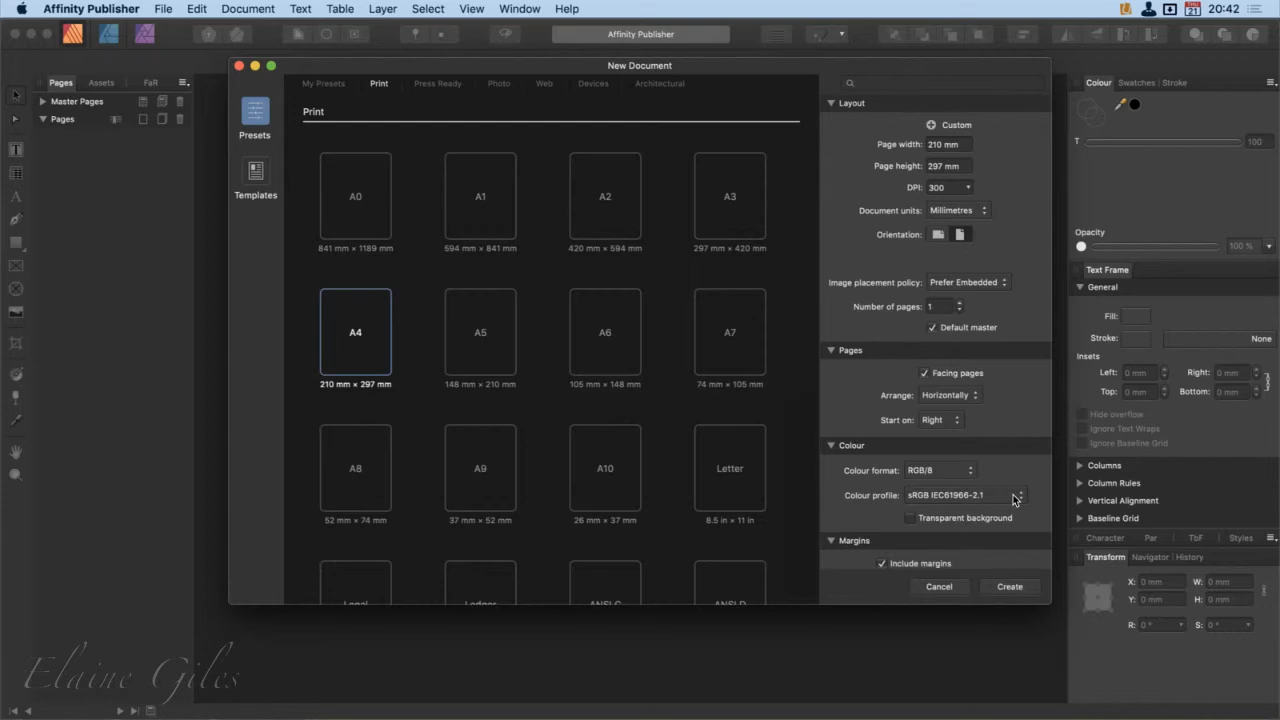 Affinity Publisher File Edit Document Text Table Layer Select View Window Help 21 20:42
Affinity Publisher
New Document
Pages Assets FaR
Master Pages
Pages
Presets
Templates
My Presets Print Press Ready Photo Web Devices Architectural
Print
A0 A1 A2 A3
841 mm × 1189 mm 594 mm × 841 mm 420 mm × 594 mm 297 mm × 420 mm
A4 A5 A6 A7
210 mm × 297 mm 148 mm × 210 mm 105 mm × 148 mm 74 mm × 105 mm
A8 A9 A10 Letter
52 mm × 74 mm 37 mm × 52 mm 26 mm × 37 mm 8.5 in × 11 in
Legal Ledger ANSI C ANSI D
Layout
Custom
Page width: 210 mm
Page height: 297 mm
DPI: 300
Document units: Millimetres
Orientation:
Image placement policy: Prefer Embedded
Number of pages: 1
Default master
Pages
Facing pages
Arrange: Horizontally
Start on: Right
Colour
Colour format: RGB/8
Colour profile: sRGB IEC61966-2.1
Transparent background
Margins
Include margins
Cancel Create
Colour Swatches Stroke
T 100
Opacity
100 %
Text Frame
General
Fill:
Stroke: None
Insets
Left: 0 mm Right: 0 mm
Top: 0 mm Bottom: 0 mm
Hide overflow
Ignore Text Wraps
Ignore Baseline Grid
Columns
Column Rules
Vertical Alignment
Baseline Grid
Character Par ToF Styles
Transform Navigator History
X: 0 mm W: 0 mm
Y: 0 mm H: 0 mm
R: 0 ° S: 0 °
Elaine Giles